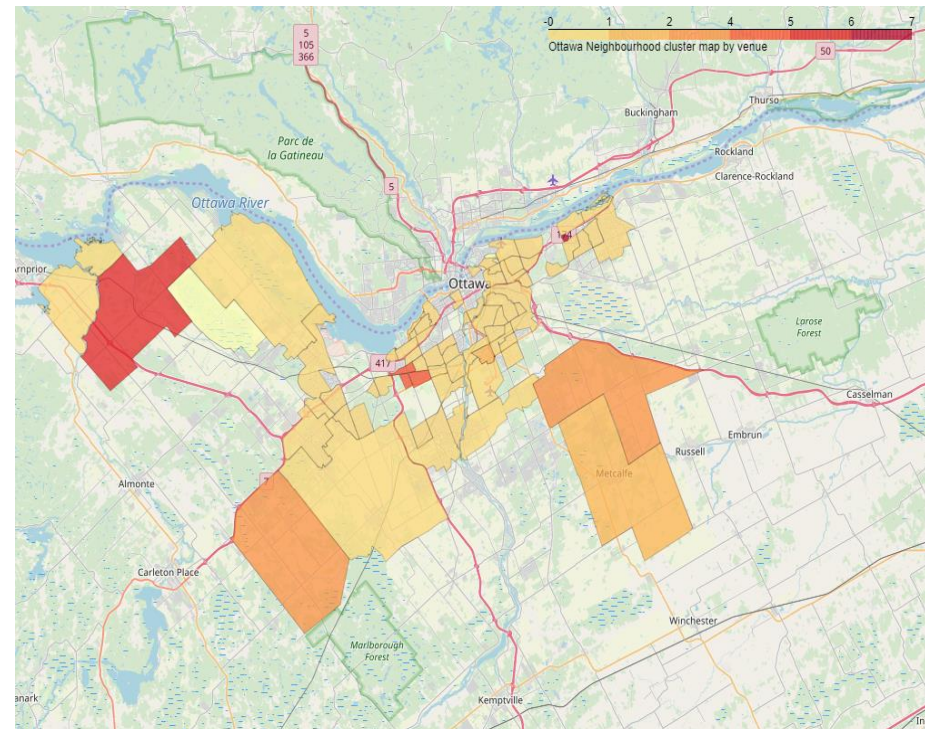 -0 1 2 4 5 6 7
Ottawa Neighbourhood cluster map by venue
5
105
366
50
Buckingham
Thurso
Parc de
la Gatineau
Rockland
Clarence-Rockland
5
Ottawa River
Ottawa
417
Larose
Forest
Casselman
Embrun
Russell
Metcalfe
Almonte
Carleton Place
Winchester
Marlborough
Forest
Kemptville